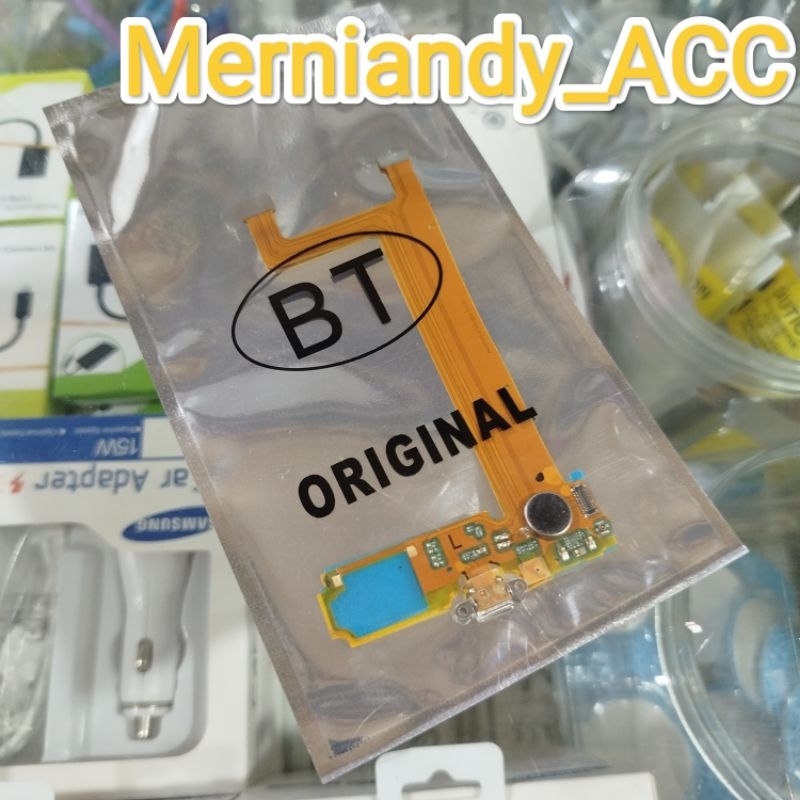 Merniandy_ACC
BT
ORIGINAL
15W
Car Adapter
SAMSUNG